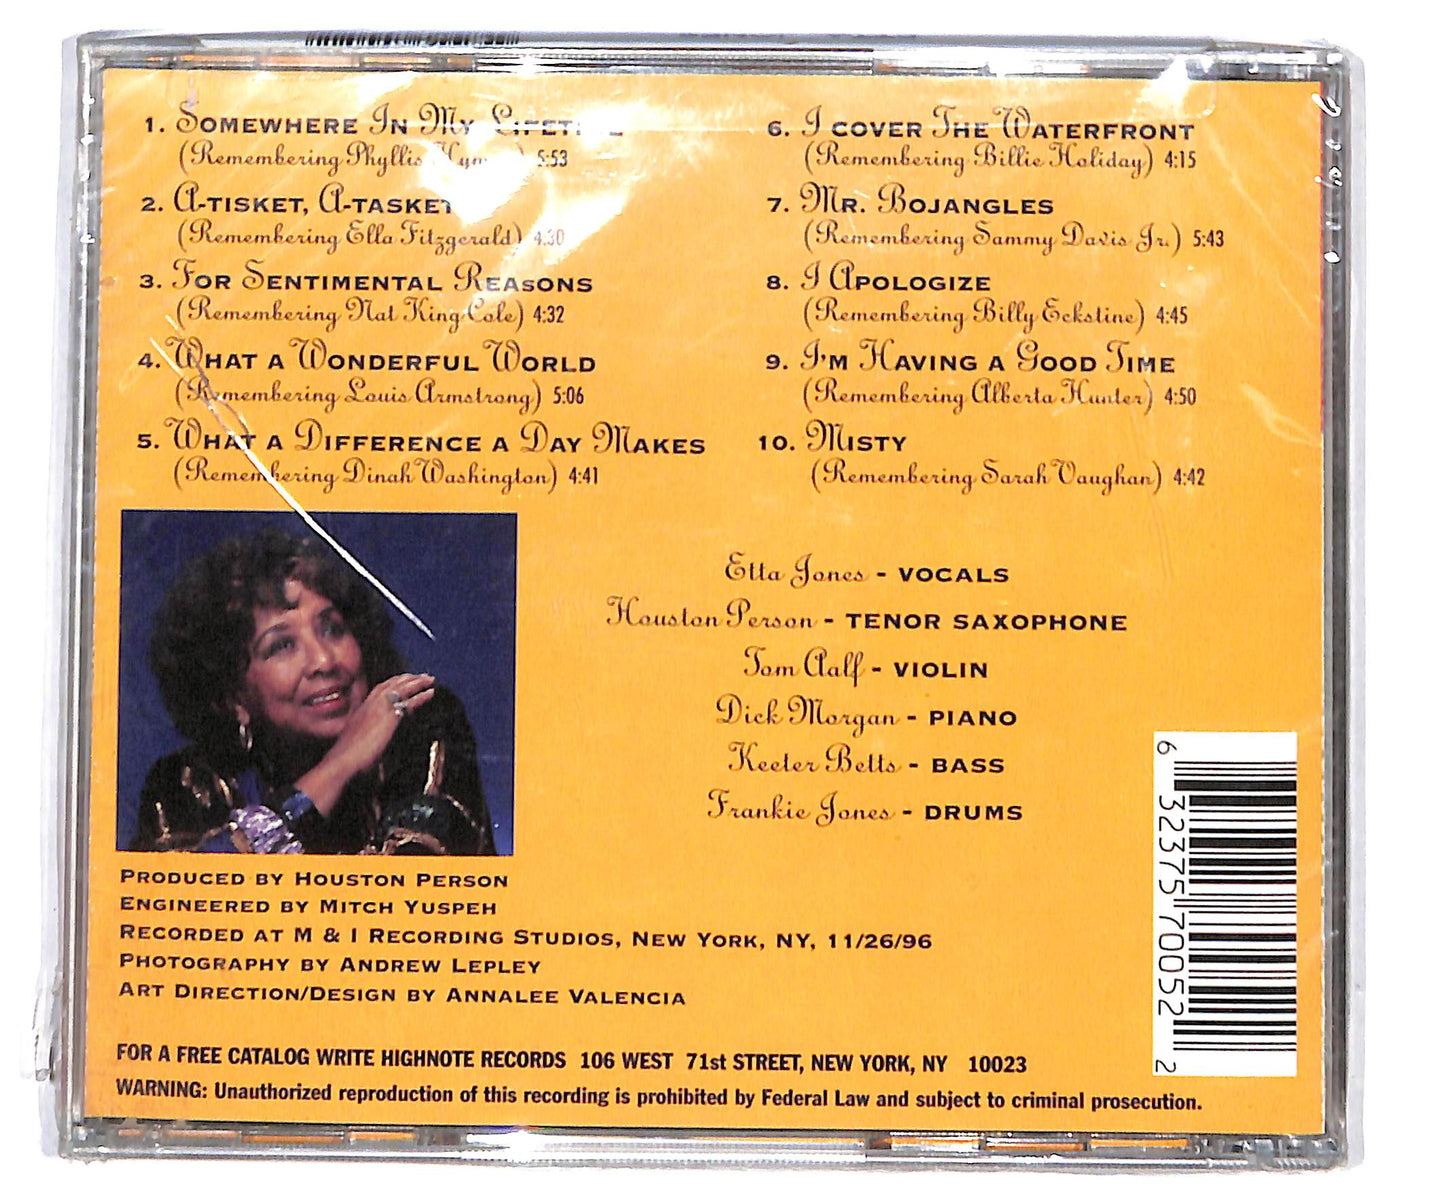 1. Somewhere In My Lifetime
(Remembering Phyllis Hyman) 5:53
2. A-tisket, A-tasket
(Remembering Ella Fitzgerald) 4:30
3. For Sentimental Reasons
(Remembering Nat King Cole) 4:32
4. What a Wonderful World
(Remembering Louis Armstrong) 5:06
5. What a Difference a Day Makes
(Remembering Dinah Washington) 4:41
6. I cover The Waterfront
(Remembering Billie Holiday) 4:15
7. Mr. Bojangles
(Remembering Sammy Davis Jr.) 5:43
8. I Apologize
(Remembering Billy Eckstine) 4:45
9. I'm Having a Good Time
(Remembering Alberta Hunter) 4:50
10. Misty
(Remembering Sarah Vaughan) 4:42
Etta Jones - vocals
Houston Person - tenor saxophone
Tom Aalf - violin
Dick Morgan - piano
Keeter Betts - bass
Frankie Jones - drums
Produced by Houston Person
Engineered by Mitch Yuspeh
Recorded at M & I Recording Studios, New York, NY, 11/26/96
Photography by Andrew Lepley
Art Direction/Design by Annalee Valencia
FOR A FREE CATALOG WRITE HIGHNOTE RECORDS 106 WEST 71st STREET, NEW YORK, NY 10023
WARNING: Unauthorized reproduction of this recording is prohibited by Federal Law and subject to criminal prosecution.
6 32375 70052 2